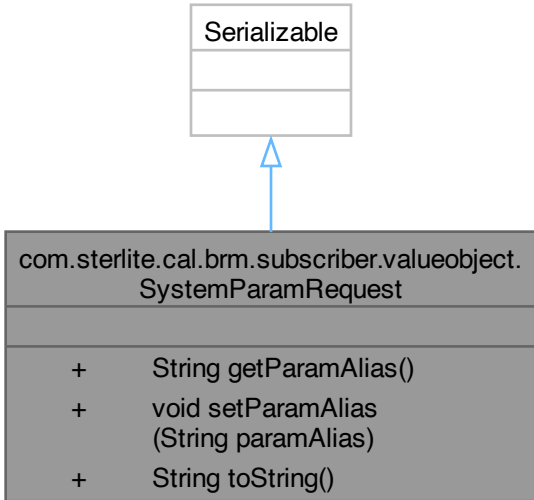 Serializable
com.sterlite.cal.brm.subscriber.valueobject.
SystemParamRequest
+ String getParamAlias()
+ void setParamAlias
(String paramAlias)
+ String toString()